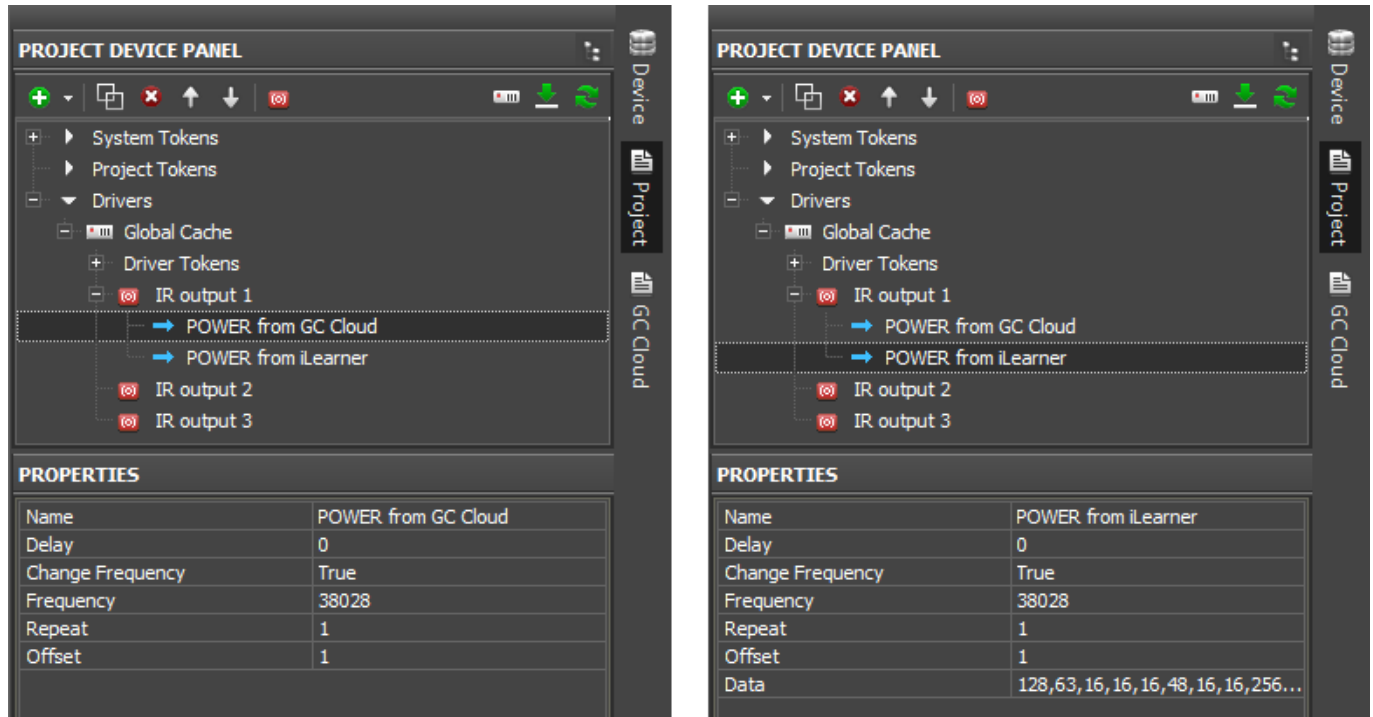 PROJECT DEVICE PANEL
System Tokens
Project Tokens
Drivers
Global Cache
Driver Tokens
IR output 1
POWER from GC Cloud
POWER from iLearner
IR output 2
IR output 3
PROPERTIES
Name POWER from GC Cloud
Delay 0
Change Frequency True
Frequency 38028
Repeat 1
Offset 1
Device
Project
GC Cloud
PROJECT DEVICE PANEL
System Tokens
Project Tokens
Drivers
Global Cache
Driver Tokens
IR output 1
POWER from GC Cloud
POWER from iLearner
IR output 2
IR output 3
PROPERTIES
Name POWER from iLearner
Delay 0
Change Frequency True
Frequency 38028
Repeat 1
Offset 1
Data 128,63,16,16,16,48,16,16,256...
Device
Project
GC Cloud